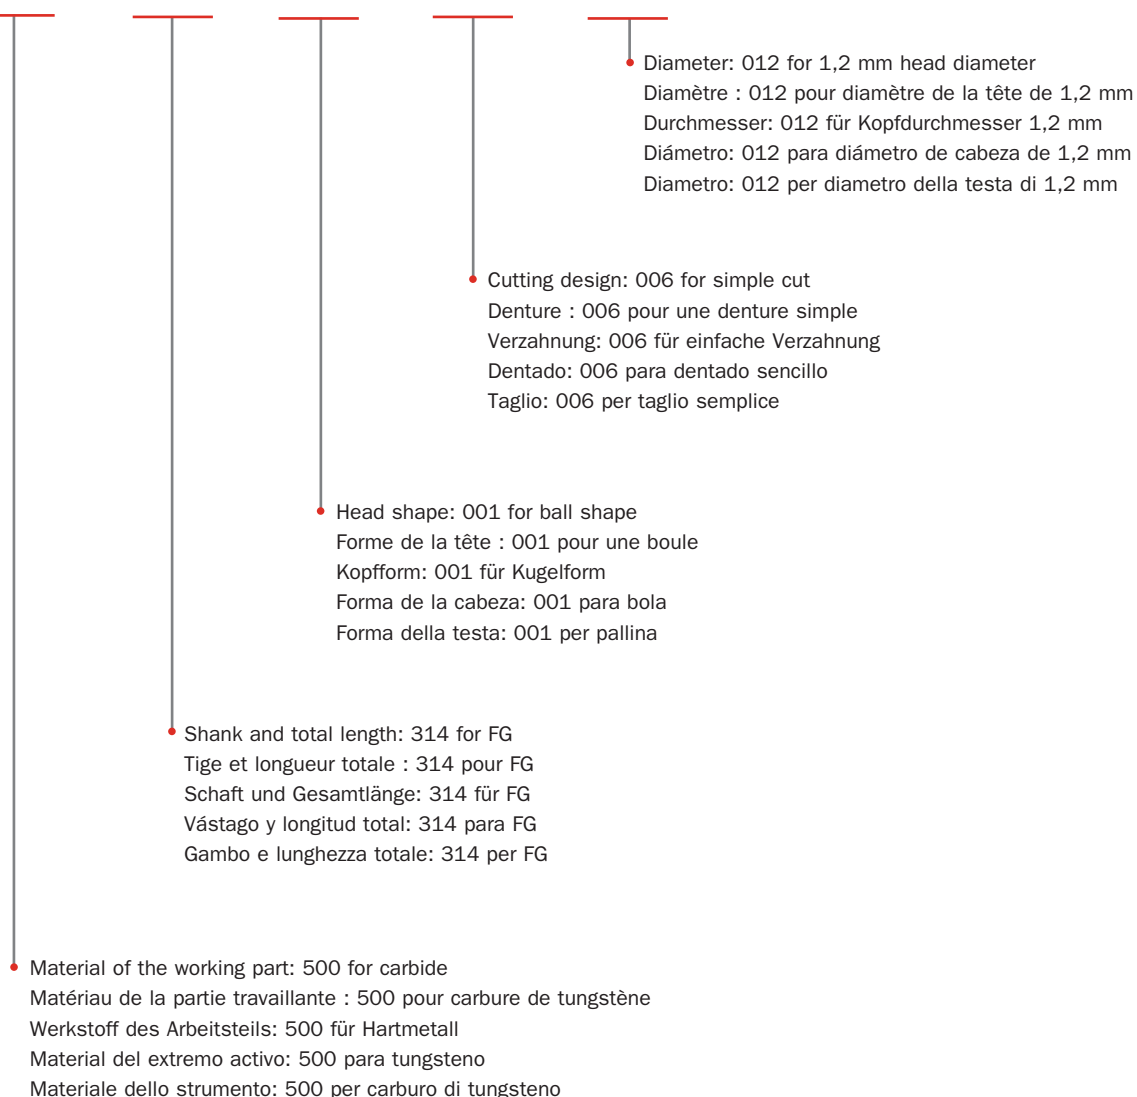 Diameter: 012 for 1,2 mm head diameter
Diamètre : 012 pour diamètre de la tête de 1,2 mm
Durchmesser: 012 für Kopfdurchmesser 1,2 mm
Diámetro: 012 para diámetro de cabeza de 1,2 mm
Diametro: 012 per diametro della testa di 1,2 mm
Cutting design: 006 for simple cut
Denture : 006 pour une denture simple
Verzahnung: 006 für einfache Verzahnung
Dentado: 006 para dentado sencillo
Taglio: 006 per taglio semplice
Head shape: 001 for ball shape
Forme de la tête : 001 pour une boule
Kopfform: 001 für Kugelform
Forma de la cabeza: 001 para bola
Forma della testa: 001 per pallina
Shank and total length: 314 for FG
Tige et longueur totale : 314 pour FG
Schaft und Gesamtlänge: 314 für FG
Vástago y longitud total: 314 para FG
Gambo e lunghezza totale: 314 per FG
Material of the working part: 500 for carbide
Matériau de la partie travaillante : 500 pour carbure de tungstène
Werkstoff des Arbeitsteils: 500 für Hartmetall
Material del extremo activo: 500 para tungsteno
Materiale dello strumento: 500 per carburo di tungsteno